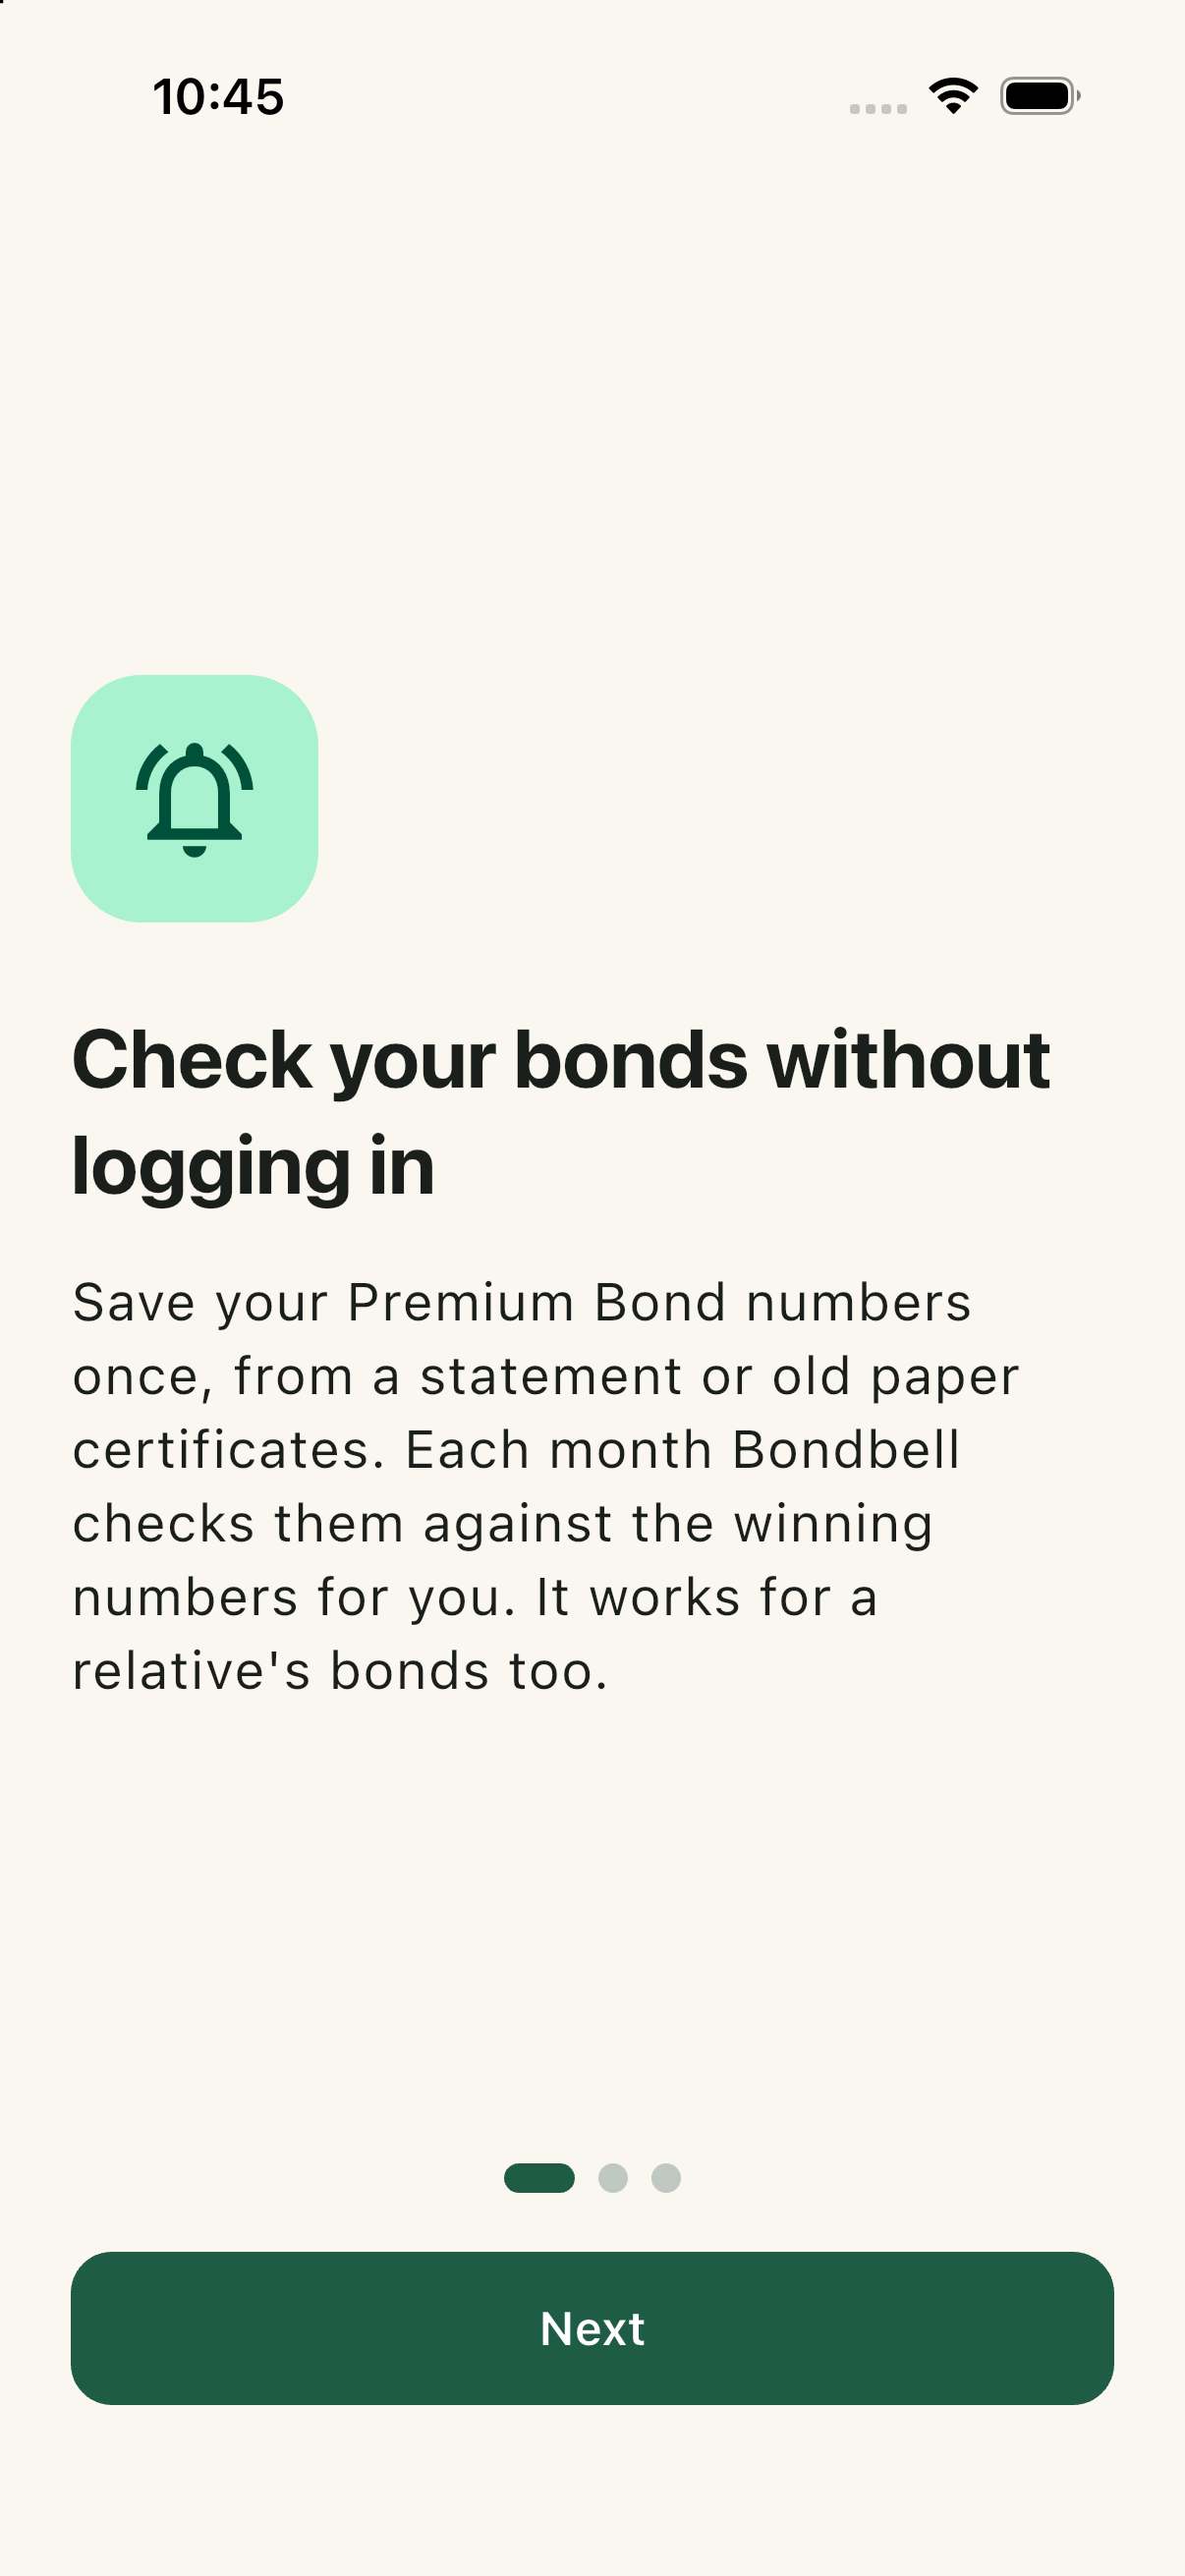 10:45
Check your bonds without
logging in
Save your Premium Bond numbers
once, from a statement or old paper
certificates. Each month Bondbell
checks them against the winning
numbers for you. It works for a
relative's bonds too.
Next